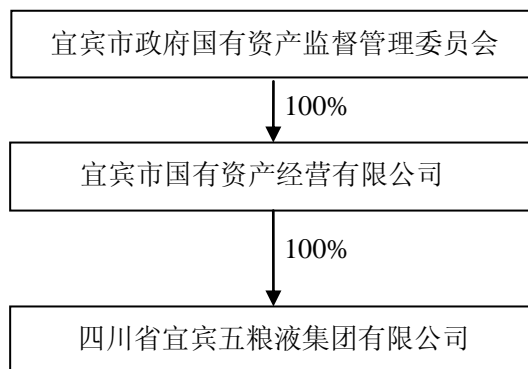 宜宾市政府国有资产监督管理委员会
100%
宜宾市国有资产经营有限公司
100%
四川省宜宾五粮液集团有限公司